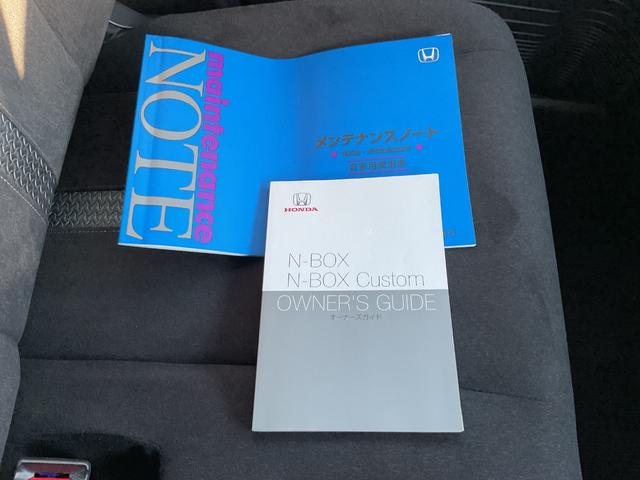 maintenance
NOTE
メンテナンスノート
自家用乗用車
HONDA
N-BOX
N-BOX Custom
OWNER'S GUIDE
オーナーズガイド